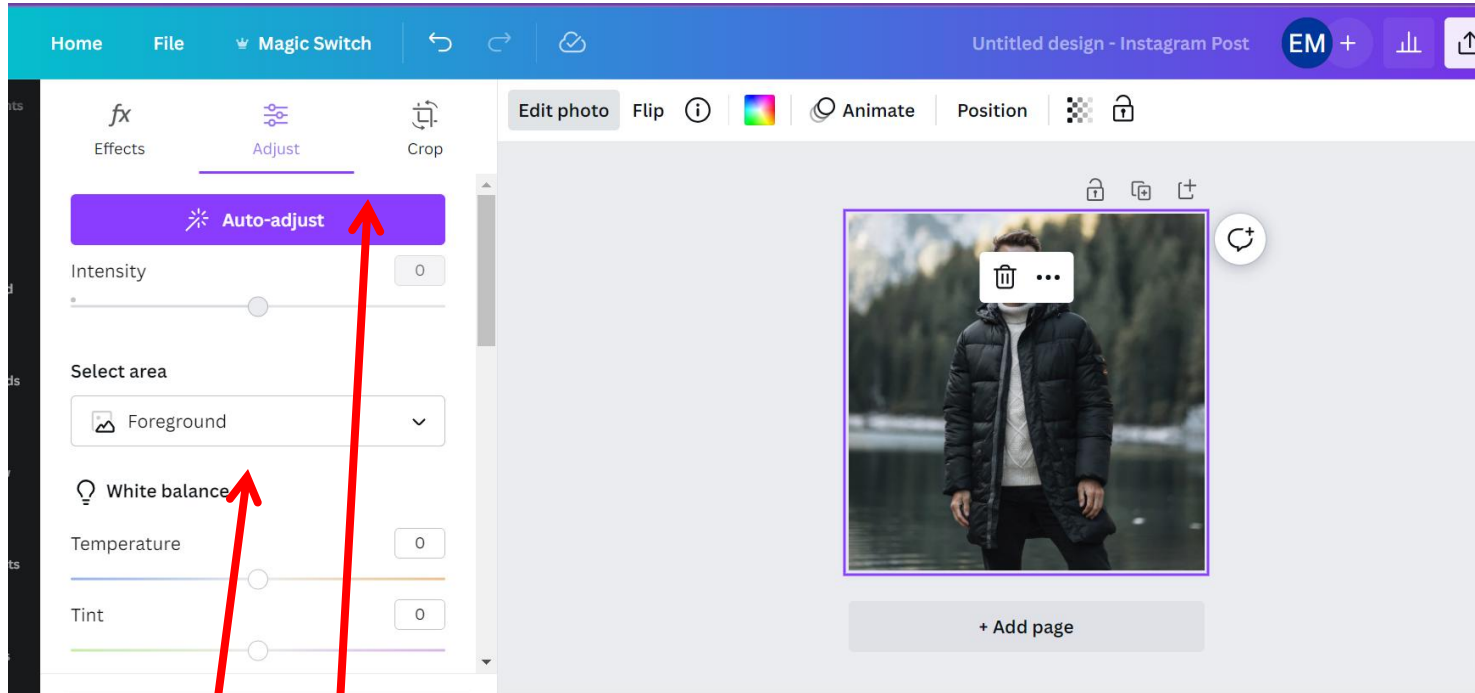 Home File Magic Switch Untitled design - Instagram Post EM +
fx Effects Adjust Crop
Edit photo Flip Animate Position
Auto-adjust
Intensity 0
Select area
Foreground
White balance
Temperature 0
Tint 0
+ Add page